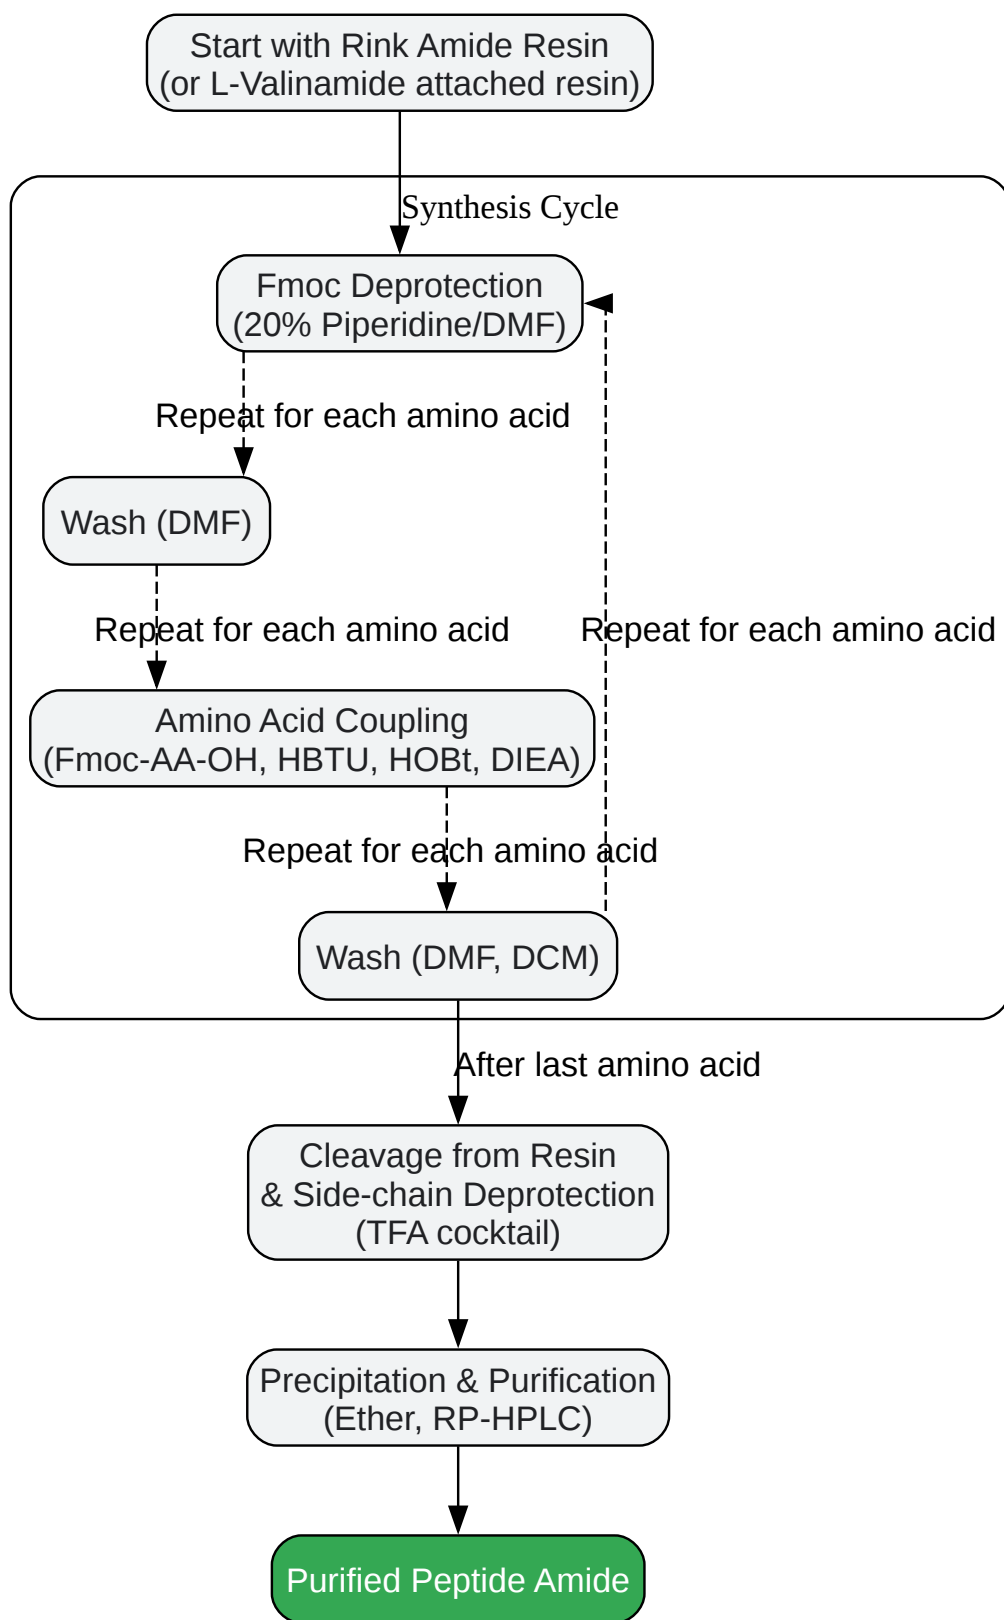 Start with Rink Amide Resin
(or L-Valinamide attached resin)
Synthesis Cycle
Fmoc Deprotection
(20% Piperidine/DMF)
Repeat for each amino acid
Wash (DMF)
Repeat for each amino acid
Repeat for each amino acid
Amino Acid Coupling
(Fmoc-AA-OH, HBTU, HOBt, DIEA)
Repeat for each amino acid
Wash (DMF, DCM)
After last amino acid
Cleavage from Resin
& Side-chain Deprotection
(TFA cocktail)
Precipitation & Purification
(Ether, RP-HPLC)
Purified Peptide Amide